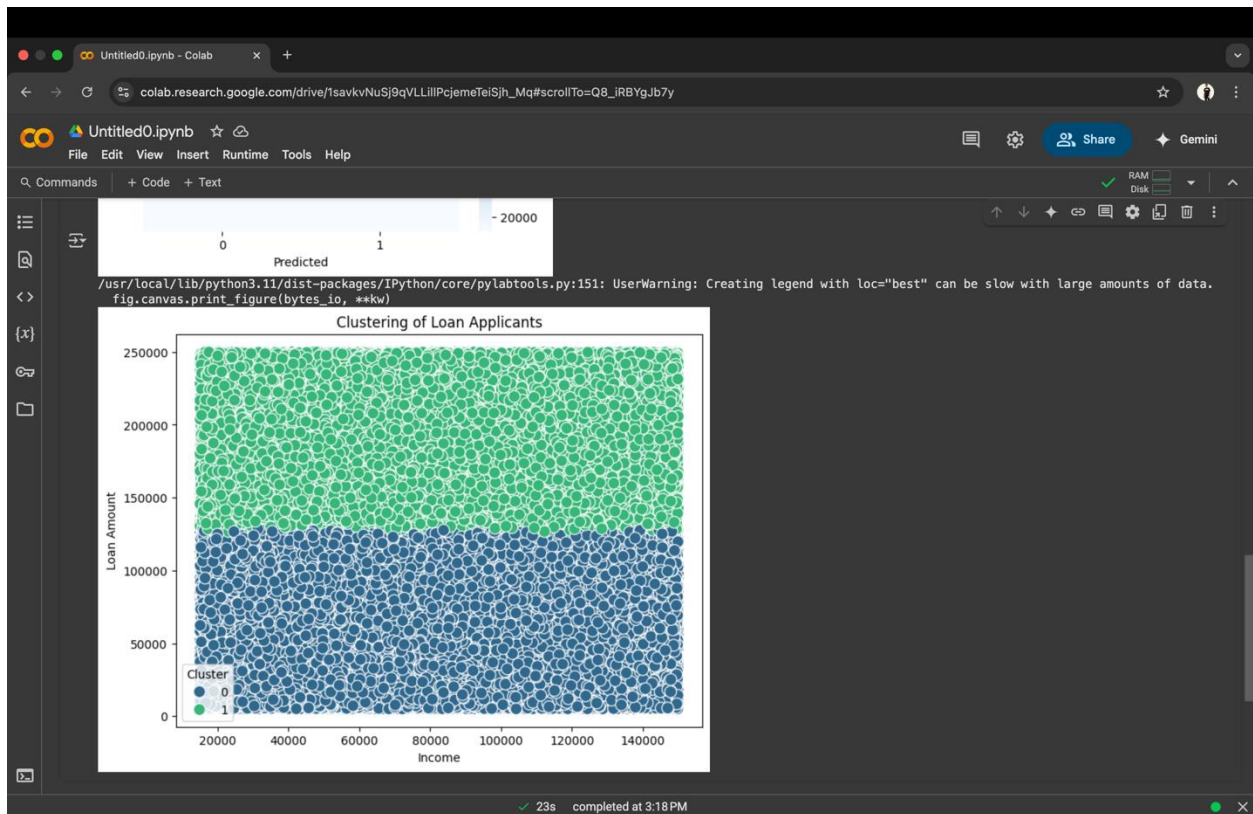 Untitled0.ipynb - Colab
colab.research.google.com/drive/1savkvNuSj9qVLLillPcjemeTeiSjh_Mq#scrollTo=Q8_iRBYgJb7y
CO
Untitled0.ipynb
Share
Gemini
File Edit View Insert Runtime Tools Help
Commands + Code + Text
RAM
Disk
- 20000
0 1
Predicted
/usr/local/lib/python3.11/dist-packages/IPython/core/pylabtools.py:151: UserWarning: Creating legend with loc="best" can be slow with large amounts of data.
fig.canvas.print_figure(bytes_io, **kw)
{x}
Clustering of Loan Applicants
250000
200000
150000
100000
50000
0
Loan Amount
Cluster
0
1
20000 40000 60000 80000 100000 120000 140000
Income
23s completed at 3:18 PM